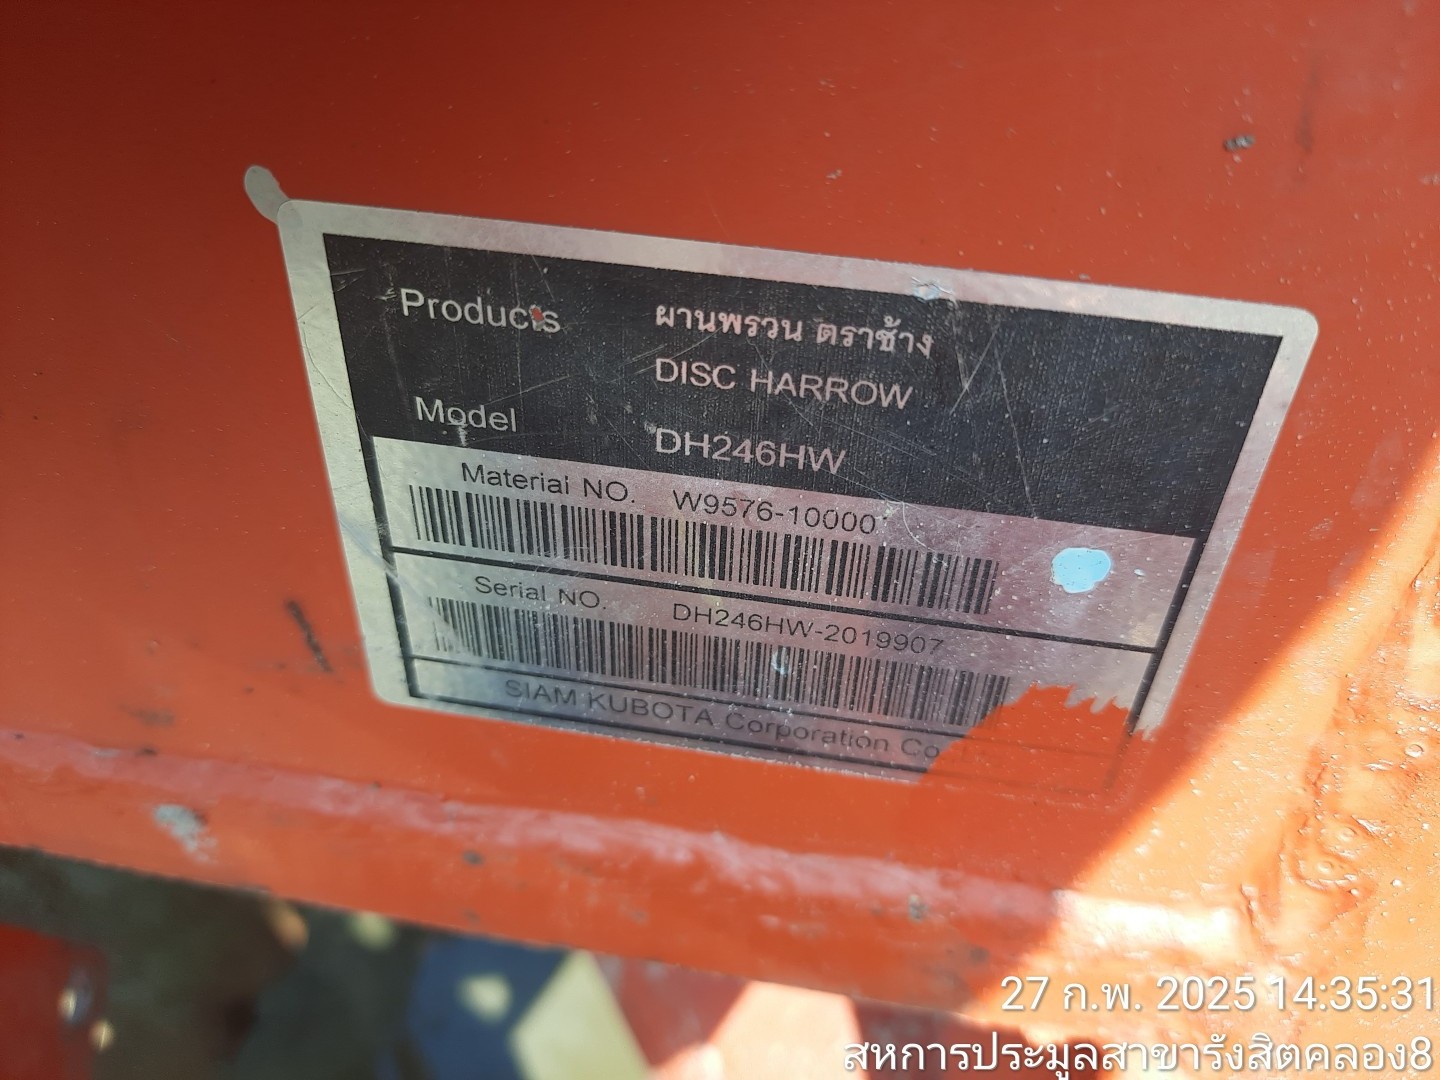 Products ผานพรวน ตราช้าง
DISC HARROW
Model DH246HW
Material NO. W9576-10000
Serial NO. DH246HW-2019907
SIAM KUBOTA Corporation Co
27 ก.พ. 2025 14:35:31
สหการประมูลสาขารังสิตคลอง8